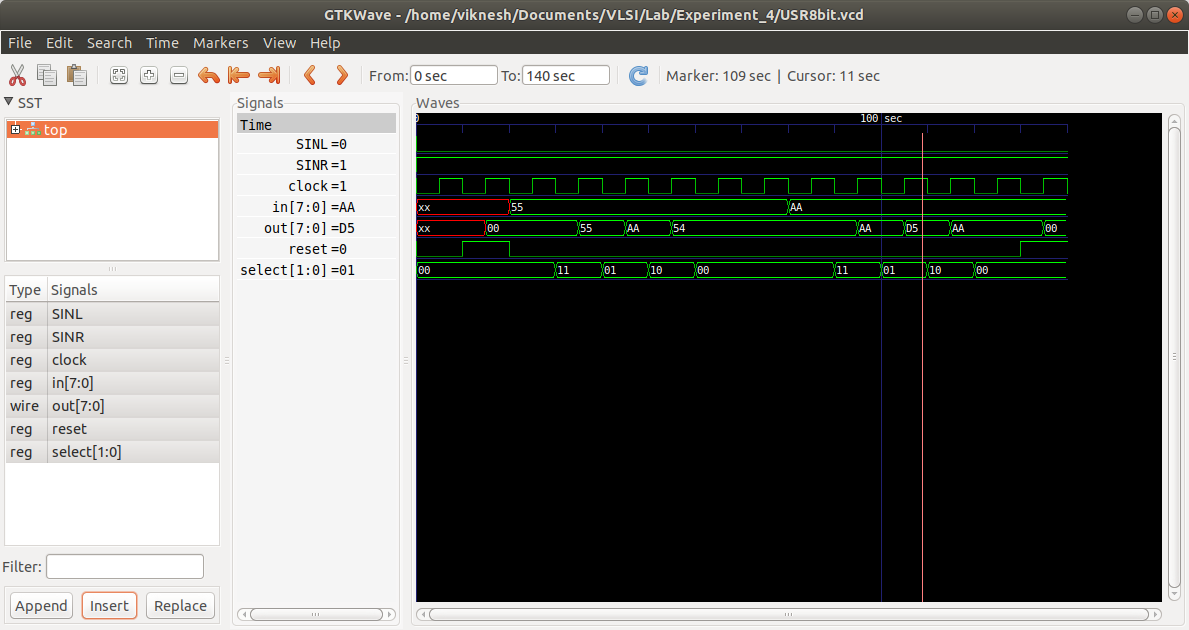 GTKWave - /home/viknesh/Documents/VLSI/Lab/Experiment_4/USR8bit.vcd
File Edit Search Time Markers View Help
From: 0 sec To: 140 sec Marker: 109 sec | Cursor: 11 sec
SST
top
Type Signals
reg SINL
reg SINR
reg clock
reg in[7:0]
wire out[7:0]
reg reset
reg select[1:0]
Filter:
Append Insert Replace
Signals
Time
SINL =0
SINR =1
clock =1
in[7:0] =AA
out[7:0] =D5
reset =0
select[1:0] =01
Waves
0 100 sec
xx 55 AA
xx 00 55 AA 54 AA D5 AA 00
00 11 01 10 00 11 01 10 00